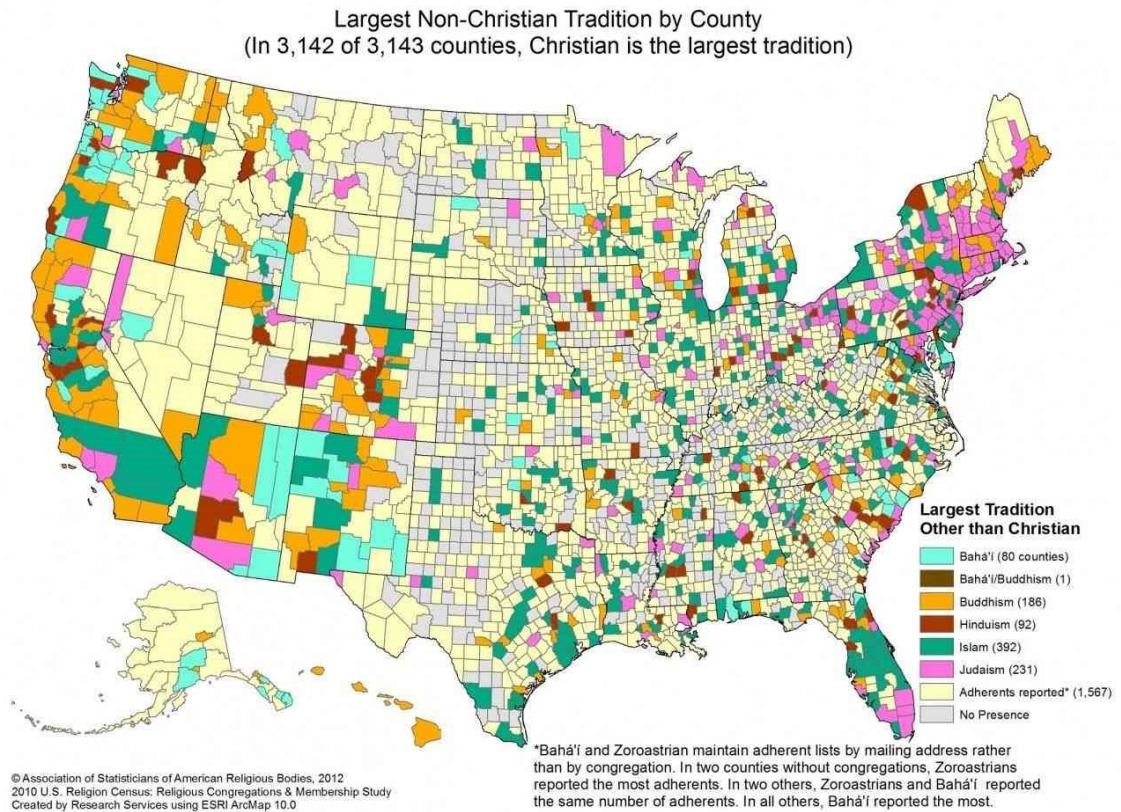 Largest Non-Christian Tradition by County
(In 3,142 of 3,143 counties, Christian is the largest tradition)
Largest Tradition
Other than Christian
Bahá'í (80 counties)
Bahá'í/Buddhism (1)
Buddhism (186)
Hinduism (92)
Islam (392)
Judaism (231)
Adherents reported* (1,567)
No Presence
*Bahá'í and Zoroastrian maintain adherent lists by mailing address rather
than by congregation. In two counties without congregations, Zoroastrians
reported the most adherents. In two others, Zoroastrians and Bahá'í reported
the same number of adherents. In all others, Bahá'í reported the most.
© Association of Statisticians of American Religious Bodies, 2012
2010 U.S. Religion Census: Religious Congregations & Membership Study
Created by Research Services using ESRI ArcMap 10.0